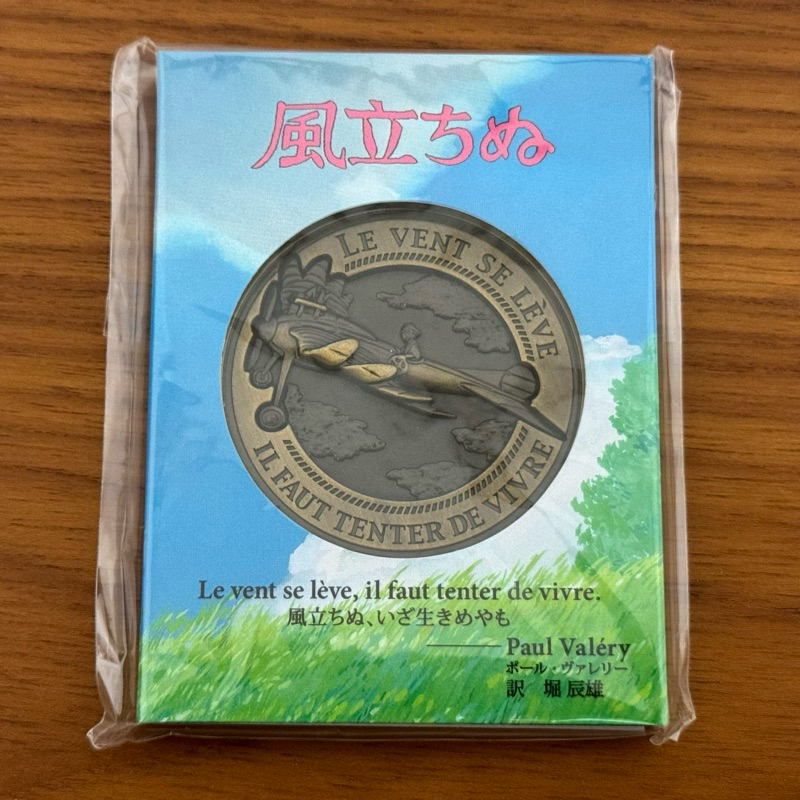 風立ちぬ
LE VENT SE LÈVE
IL FAUT TENTER DE VIVRE
Le vent se lève, il faut tenter de vivre.
風立ちぬ、いざ生きめやも
Paul Valéry
ポール・ヴァレリー
訳 堀 辰雄